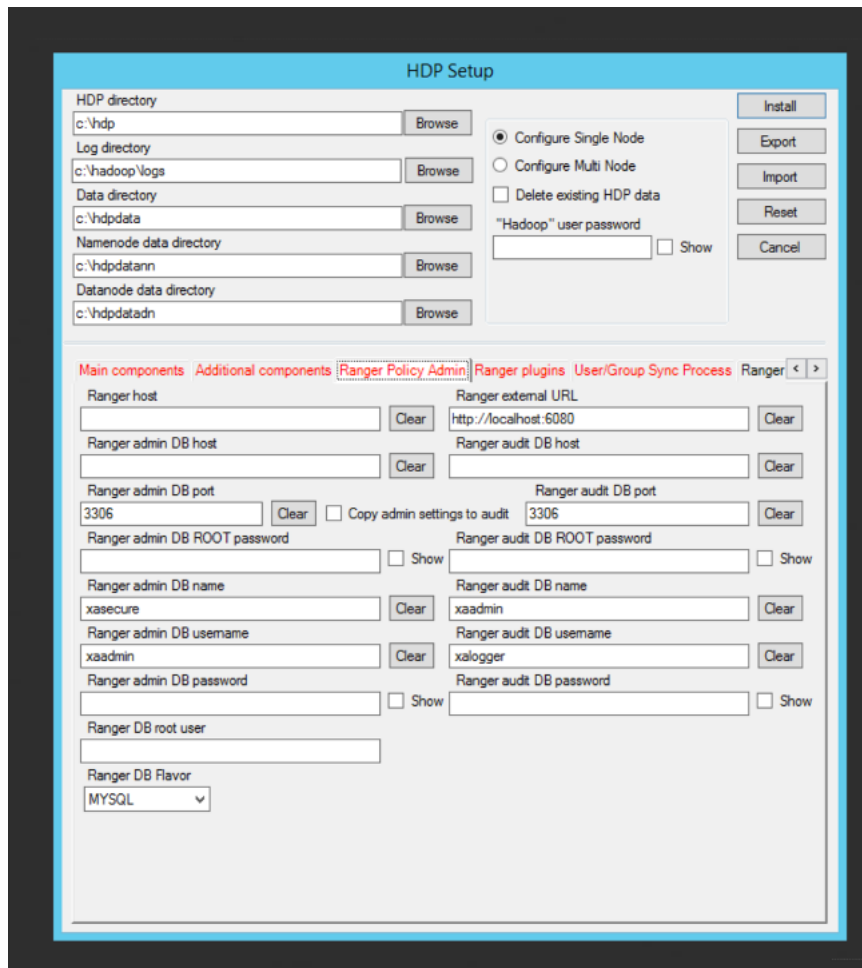 HDP Setup
HDP directory
c:\hdp Browse
Log directory
c:\hadoop\logs Browse
Data directory
c:\hdpdata Browse
Namenode data directory
c:\hdpdatann Browse
Datanode data directory
c:\hdpdatadn Browse
Configure Single Node
Configure Multi Node
Delete existing HDP data
"Hadoop" user password
Show
Install
Export
Import
Reset
Cancel
Main components Additional components Ranger Policy Admin Ranger plugins User/Group Sync Process Ranger < >
Ranger host Ranger external URL
Clear http://localhost:6080 Clear
Ranger admin DB host Ranger audit DB host
Clear Clear
Ranger admin DB port Ranger audit DB port
3306 Clear Copy admin settings to audit 3306 Clear
Ranger admin DB ROOT password Ranger audit DB ROOT password
Show Show
Ranger admin DB name Ranger audit DB name
xasecure Clear xaadmin Clear
Ranger admin DB username Ranger audit DB username
xaadmin Clear xalogger Clear
Ranger admin DB password Ranger audit DB password
Show Show
Ranger DB root user
Ranger DB Flavor
MYSQL